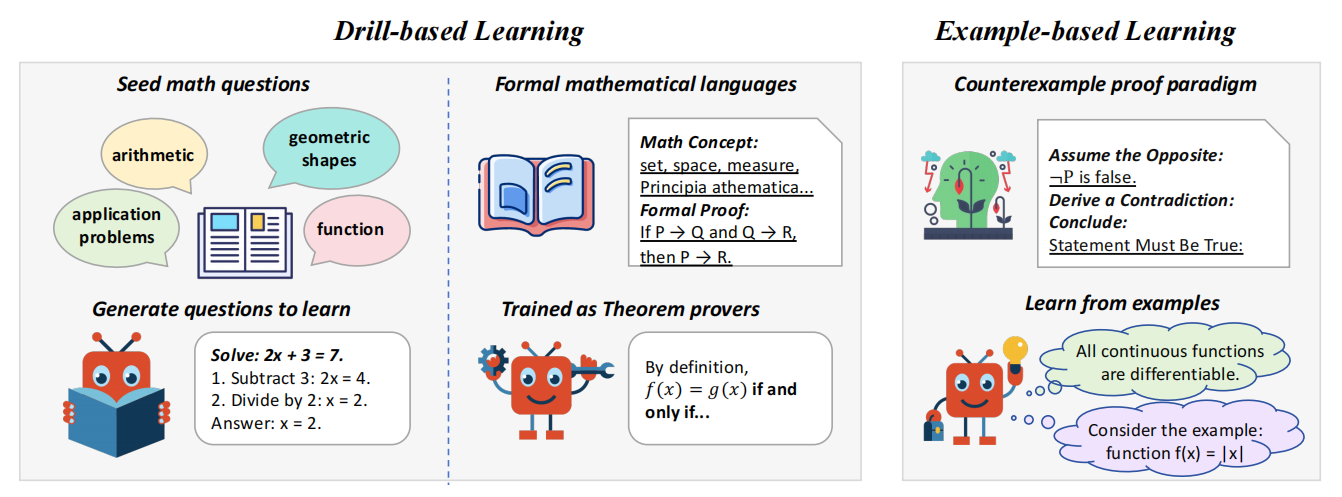 Drill-based Learning
Seed math questions
arithmetic
geometric
shapes
application
problems
function
Generate questions to learn
Solve: 2x + 3 = 7.
1. Subtract 3: 2x = 4.
2. Divide by 2: x = 2.
Answer: x = 2.
Formal mathematical languages
Math Concept:
set, space, measure,
Principia athematica...
Formal Proof:
If P → Q and Q → R,
then P → R.
Trained as Theorem provers
By definition,
f(x) = g(x) if and
only if...
Example-based Learning
Counterexample proof paradigm
Assume the Opposite:
¬P is false.
Derive a Contradiction:
Conclude:
Statement Must Be True:
Learn from examples
All continuous functions
are differentiable.
Consider the example:
function f(x) = |x|